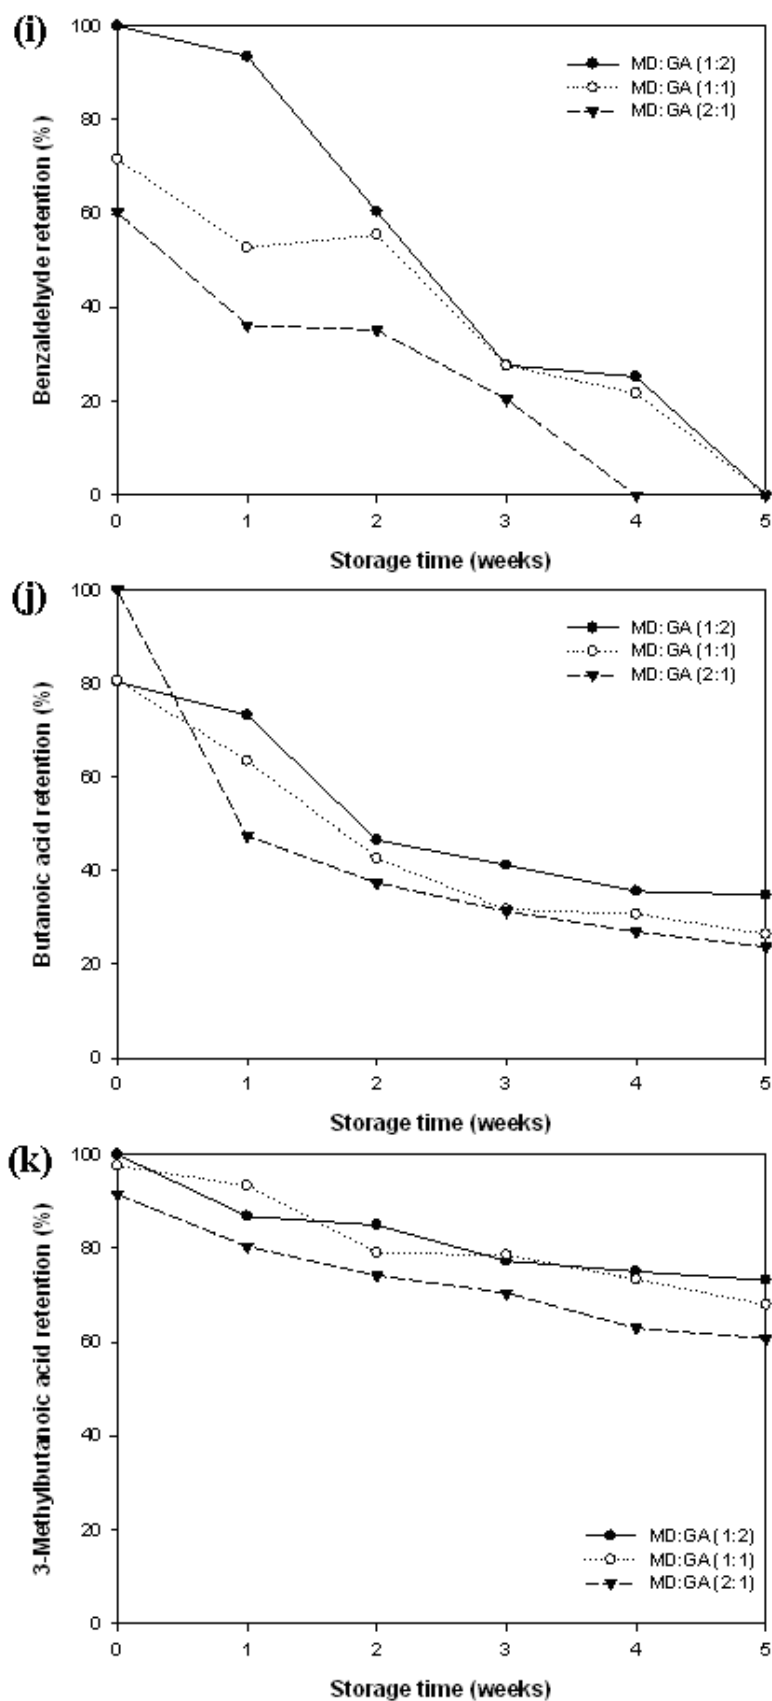 (i)
Benzaldehyde retention (%)
100
80
60
40
20
0
MD:GA (1:2)
MD:GA (1:1)
MD:GA (2:1)
0 1 2 3 4 5
Storage time (weeks)
(j)
Butanoic acid retention (%)
100
80
60
40
20
0
MD:GA (1:2)
MD:GA (1:1)
MD:GA (2:1)
0 1 2 3 4 5
Storage time (weeks)
(k)
3-Methylbutanoic acid retention (%)
100
80
60
40
20
0
MD:GA (1:2)
MD:GA (1:1)
MD:GA (2:1)
0 1 2 3 4 5
Storage time (weeks)